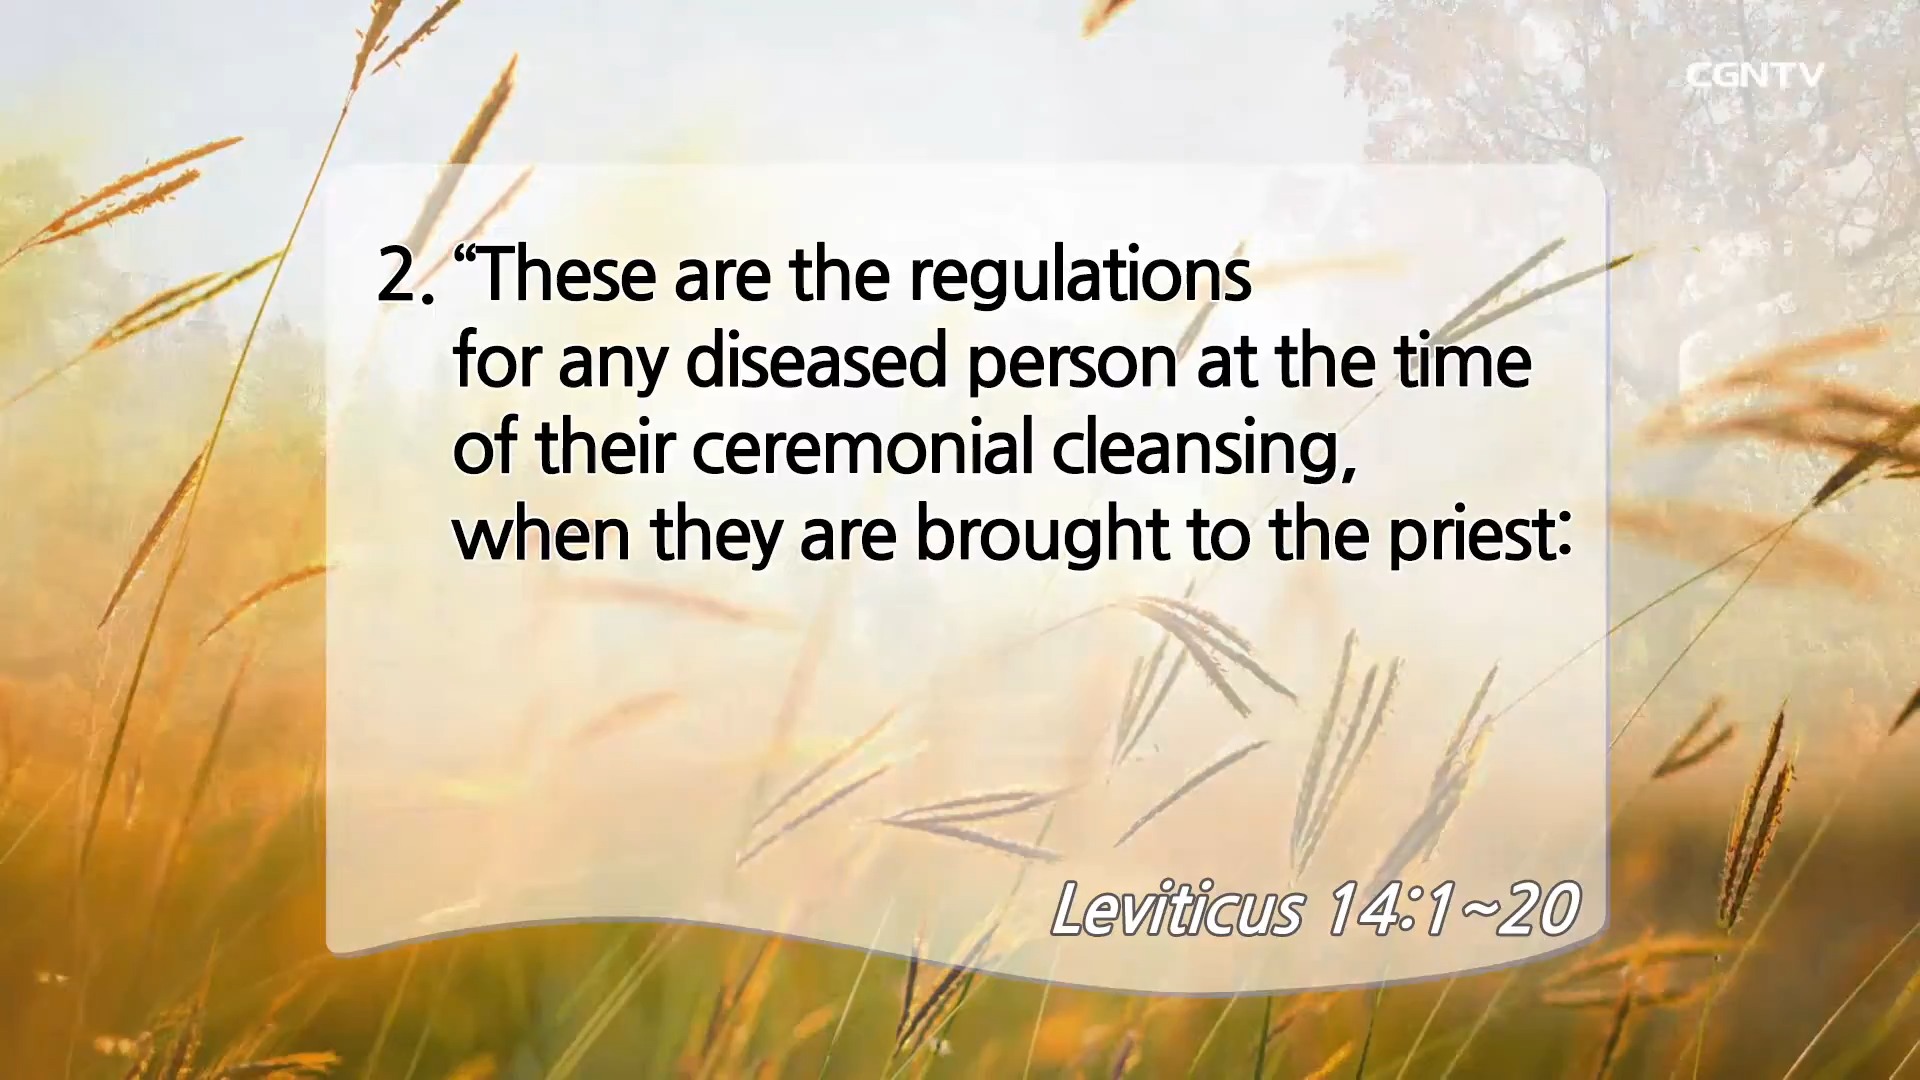 CGNTV
2. “These are the regulations
for any diseased person at the time
of their ceremonial cleansing,
when they are brought to the priest:
Leviticus 14:1~20